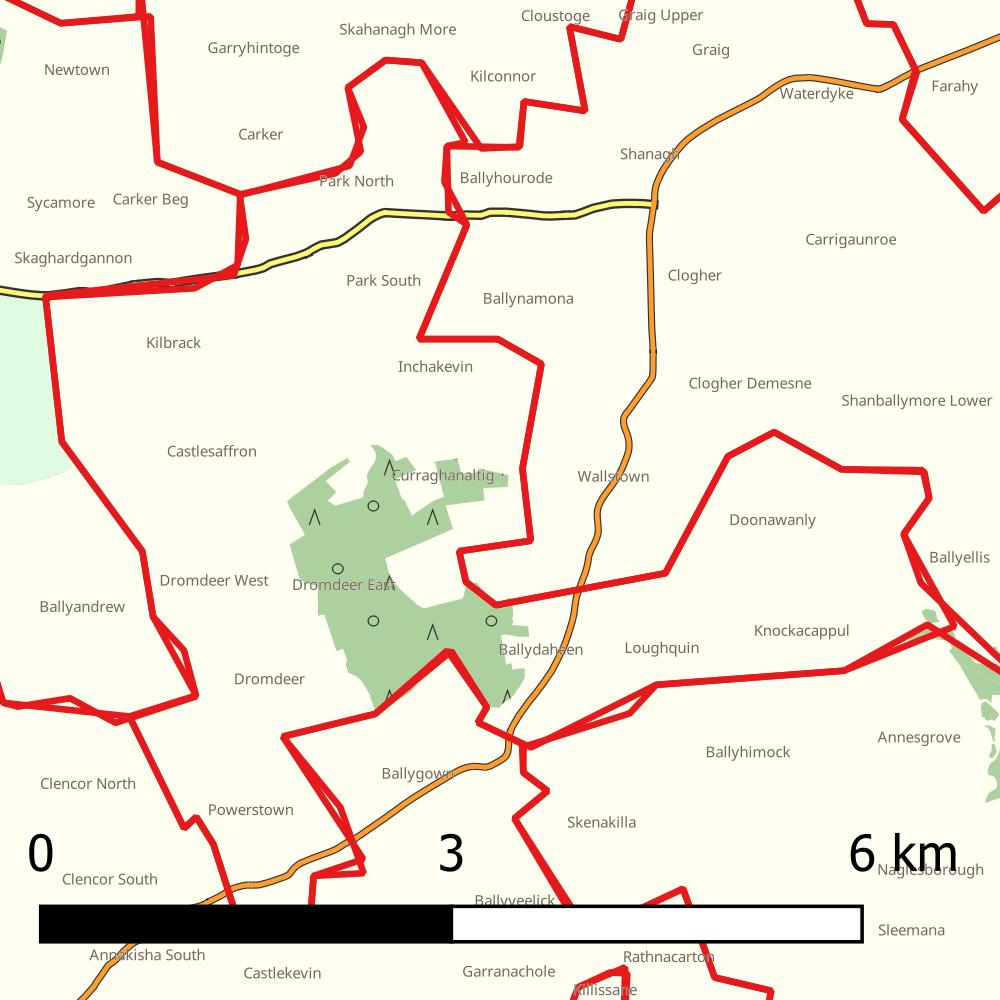 Cloustoge
Graig Upper
Skahanagh More
Garryhintoge
Graig
Newtown
Kilconnor
Farahy
Waterdyke
Carker
Shanagh
Park North
Ballyhourode
Carker Beg
Sycamore
Carrigaunroe
Skaghardgannon
Clogher
Park South
Ballynamona
Kilbrack
Inchakevin
Clogher Demesne
Shanballymore Lower
Castlesaffron
Curraghanaltig
Wallstown
Doonawanly
Ballyellis
Dromdeer West
Dromdeer East
Ballyandrew
Knockacappul
Ballydaheen
Loughquin
Dromdeer
Annesgrove
Ballyhimock
Ballygown
Clencor North
Powerstown
Skenakilla
0 3 6 km
Naglesborough
Clencor South
Ballyveelick
Sleemana
Annakisha South
Rathnacarton
Castlekevin
Garranachole
Killissane